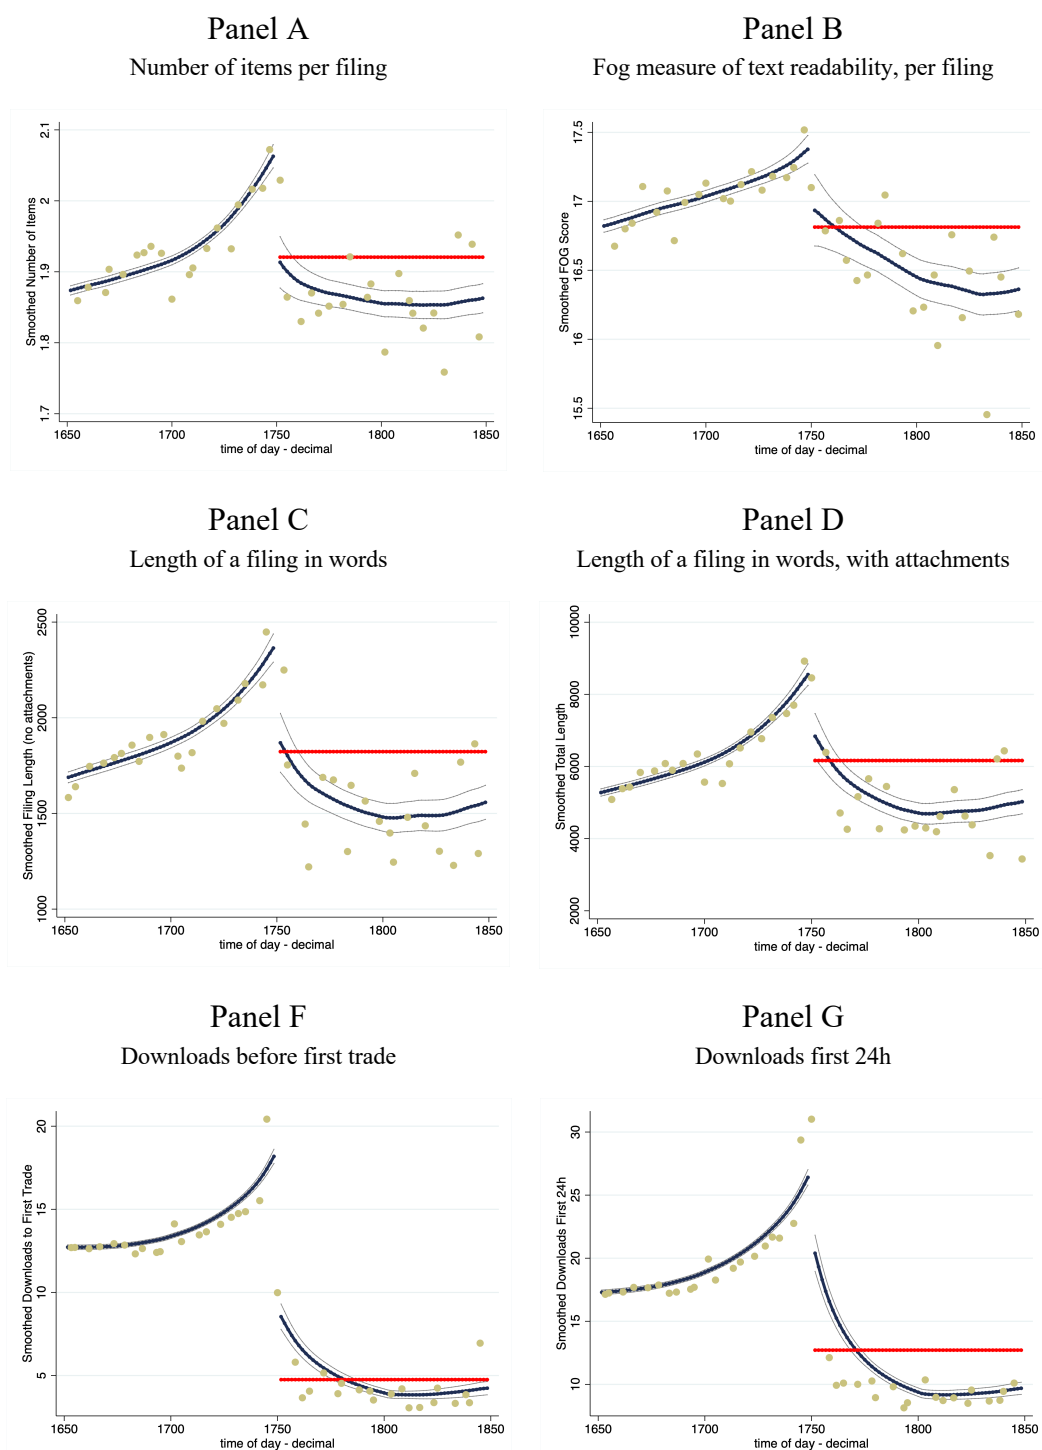 Panel A
Number of items per filing
Smoothed Number of Items
2.1
2
1.9
1.8
1.7
1650 1700 1750 1800 1850
time of day - decimal
Panel B
Fog measure of text readability, per filing
Smoothed FOG Score
17.5
17
16.5
16
15.5
1650 1700 1750 1800 1850
time of day - decimal
Panel C
Length of a filing in words
Smoothed Filing Length (no attachments)
2500
2000
1500
1000
1650 1700 1750 1800 1850
time of day - decimal
Panel D
Length of a filing in words, with attachments
Smoothed Total Length
10000
8000
6000
4000
2000
1650 1700 1750 1800 1850
time of day - decimal
Panel F
Downloads before first trade
Smoothed Downloads to First Trade
20
15
10
5
1650 1700 1750 1800 1850
time of day - decimal
Panel G
Downloads first 24h
Smoothed Downloads First 24h
30
25
20
15
10
1650 1700 1750 1800 1850
time of day - decimal